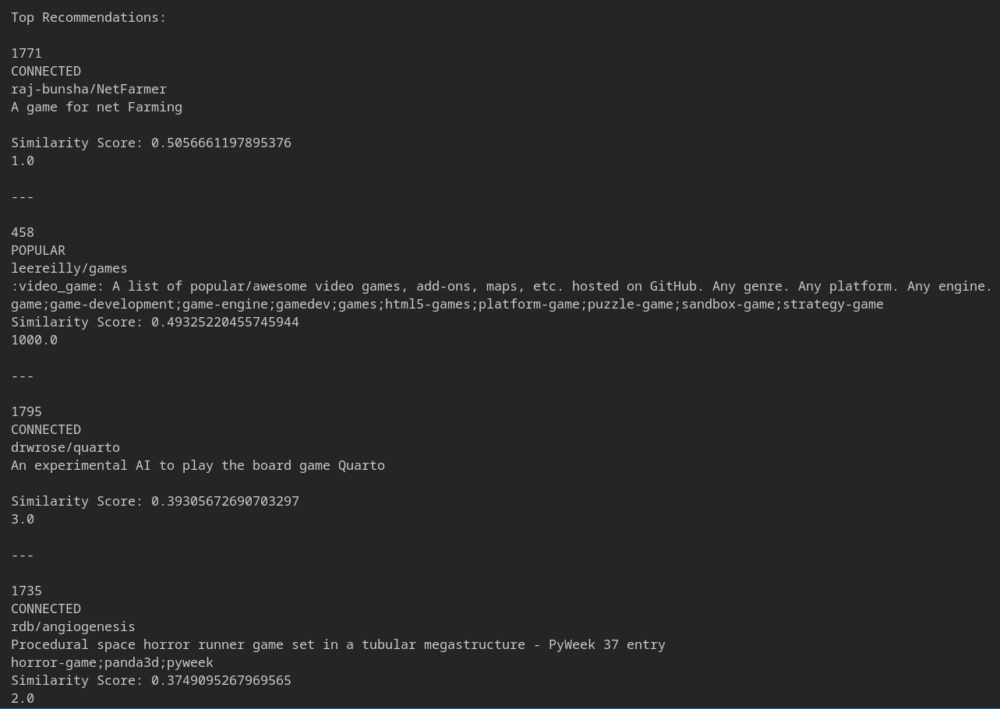 Top Recommendations:
1771
CONNECTED
raj-bunsha/NetFarmer
A game for net Farming
Similarity Score: 0.5056661197895376
1.0
---
458
POPULAR
leereilly/games
:video_game: A list of popular/awesome video games, add-ons, maps, etc. hosted on GitHub. Any genre. Any platform. Any engine.
game;game-development;game-engine;gamedev;games;html5-games;platform-game;puzzle-game;sandbox-game;strategy-game
Similarity Score: 0.49325220455745944
1000.0
---
1795
CONNECTED
drwrose/quarto
An experimental AI to play the board game Quarto
Similarity Score: 0.39305672690703297
3.0
---
1735
CONNECTED
rdb/angiogenesis
Procedural space horror runner game set in a tubular megastructure - PyWeek 37 entry
horror-game;panda3d;pyweek
Similarity Score: 0.3749095267969565
2.0